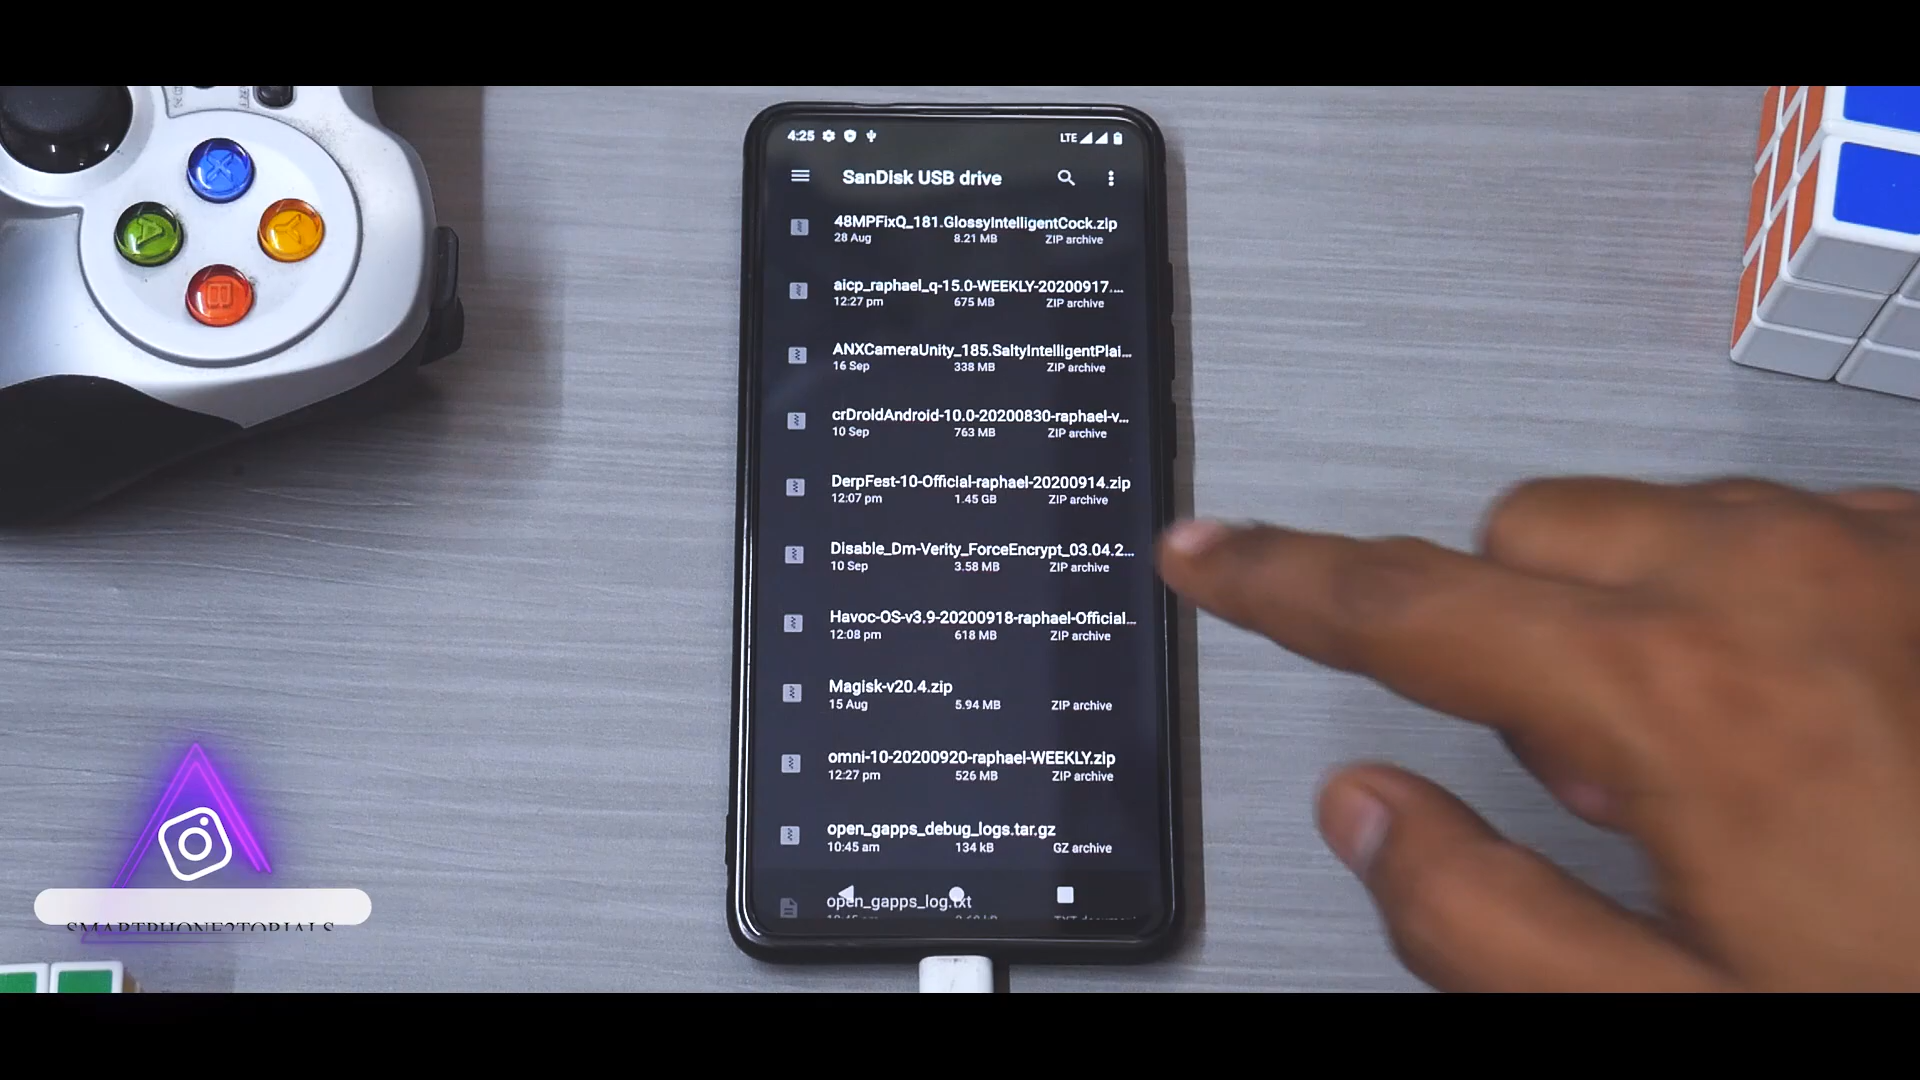 4:25
LTE
SanDisk USB drive
48MPFixQ_181.GlossyIntelligentCock.zip
28 Aug 8.21 MB ZIP archive
aicp_raphael_q-15.0-WEEKLY-20200917....
12:27 pm 675 MB ZIP archive
ANXCameraUnity_185.SaltyIntelligentPlai...
16 Sep 338 MB ZIP archive
crDroidAndroid-10.0-20200830-raphael-v...
10 Sep 763 MB ZIP archive
DerpFest-10-Official-raphael-20200914.zip
12:07 pm 1.45 GB ZIP archive
Disable_Dm-Verity_ForceEncrypt_03.04.2...
10 Sep 3.58 MB ZIP archive
Havoc-OS-v3.9-20200918-raphael-Official...
12:08 pm 618 MB ZIP archive
Magisk-v20.4.zip
15 Aug 5.94 MB ZIP archive
omni-10-20200920-raphael-WEEKLY.zip
12:27 pm 526 MB ZIP archive
open_gapps_debug_logs.tar.gz
10:45 am 134 kB GZ archive
open_gapps_log.txt
X
A
Y
B
SMARTPHONE2TORIALS